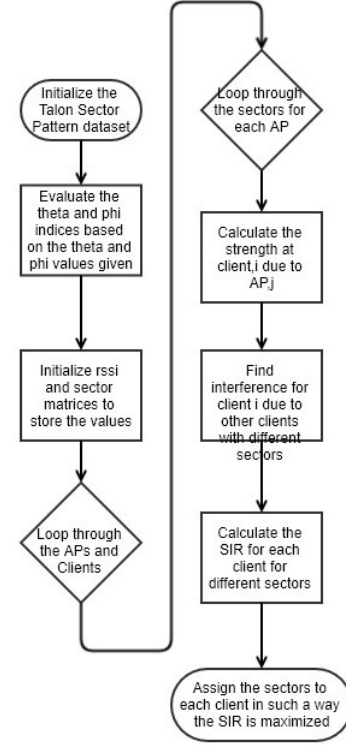 Initialize the
Talon Sector
Pattern dataset
Evaluate the
theta and phi
indices based
on the theta and
phi values given
Initialize rssi
and sector
matrices to
store the values
Loop through
the APs and
Clients
Loop through
the sectors for
each AP
Calculate the
strength at
client,i due to
AP,j
Find
interference for
client i due to
other clients
with different
sectors
Calculate the
SIR for each
client for
different sectors
Assign the sectors to
each client in such a way
the SIR is maximized